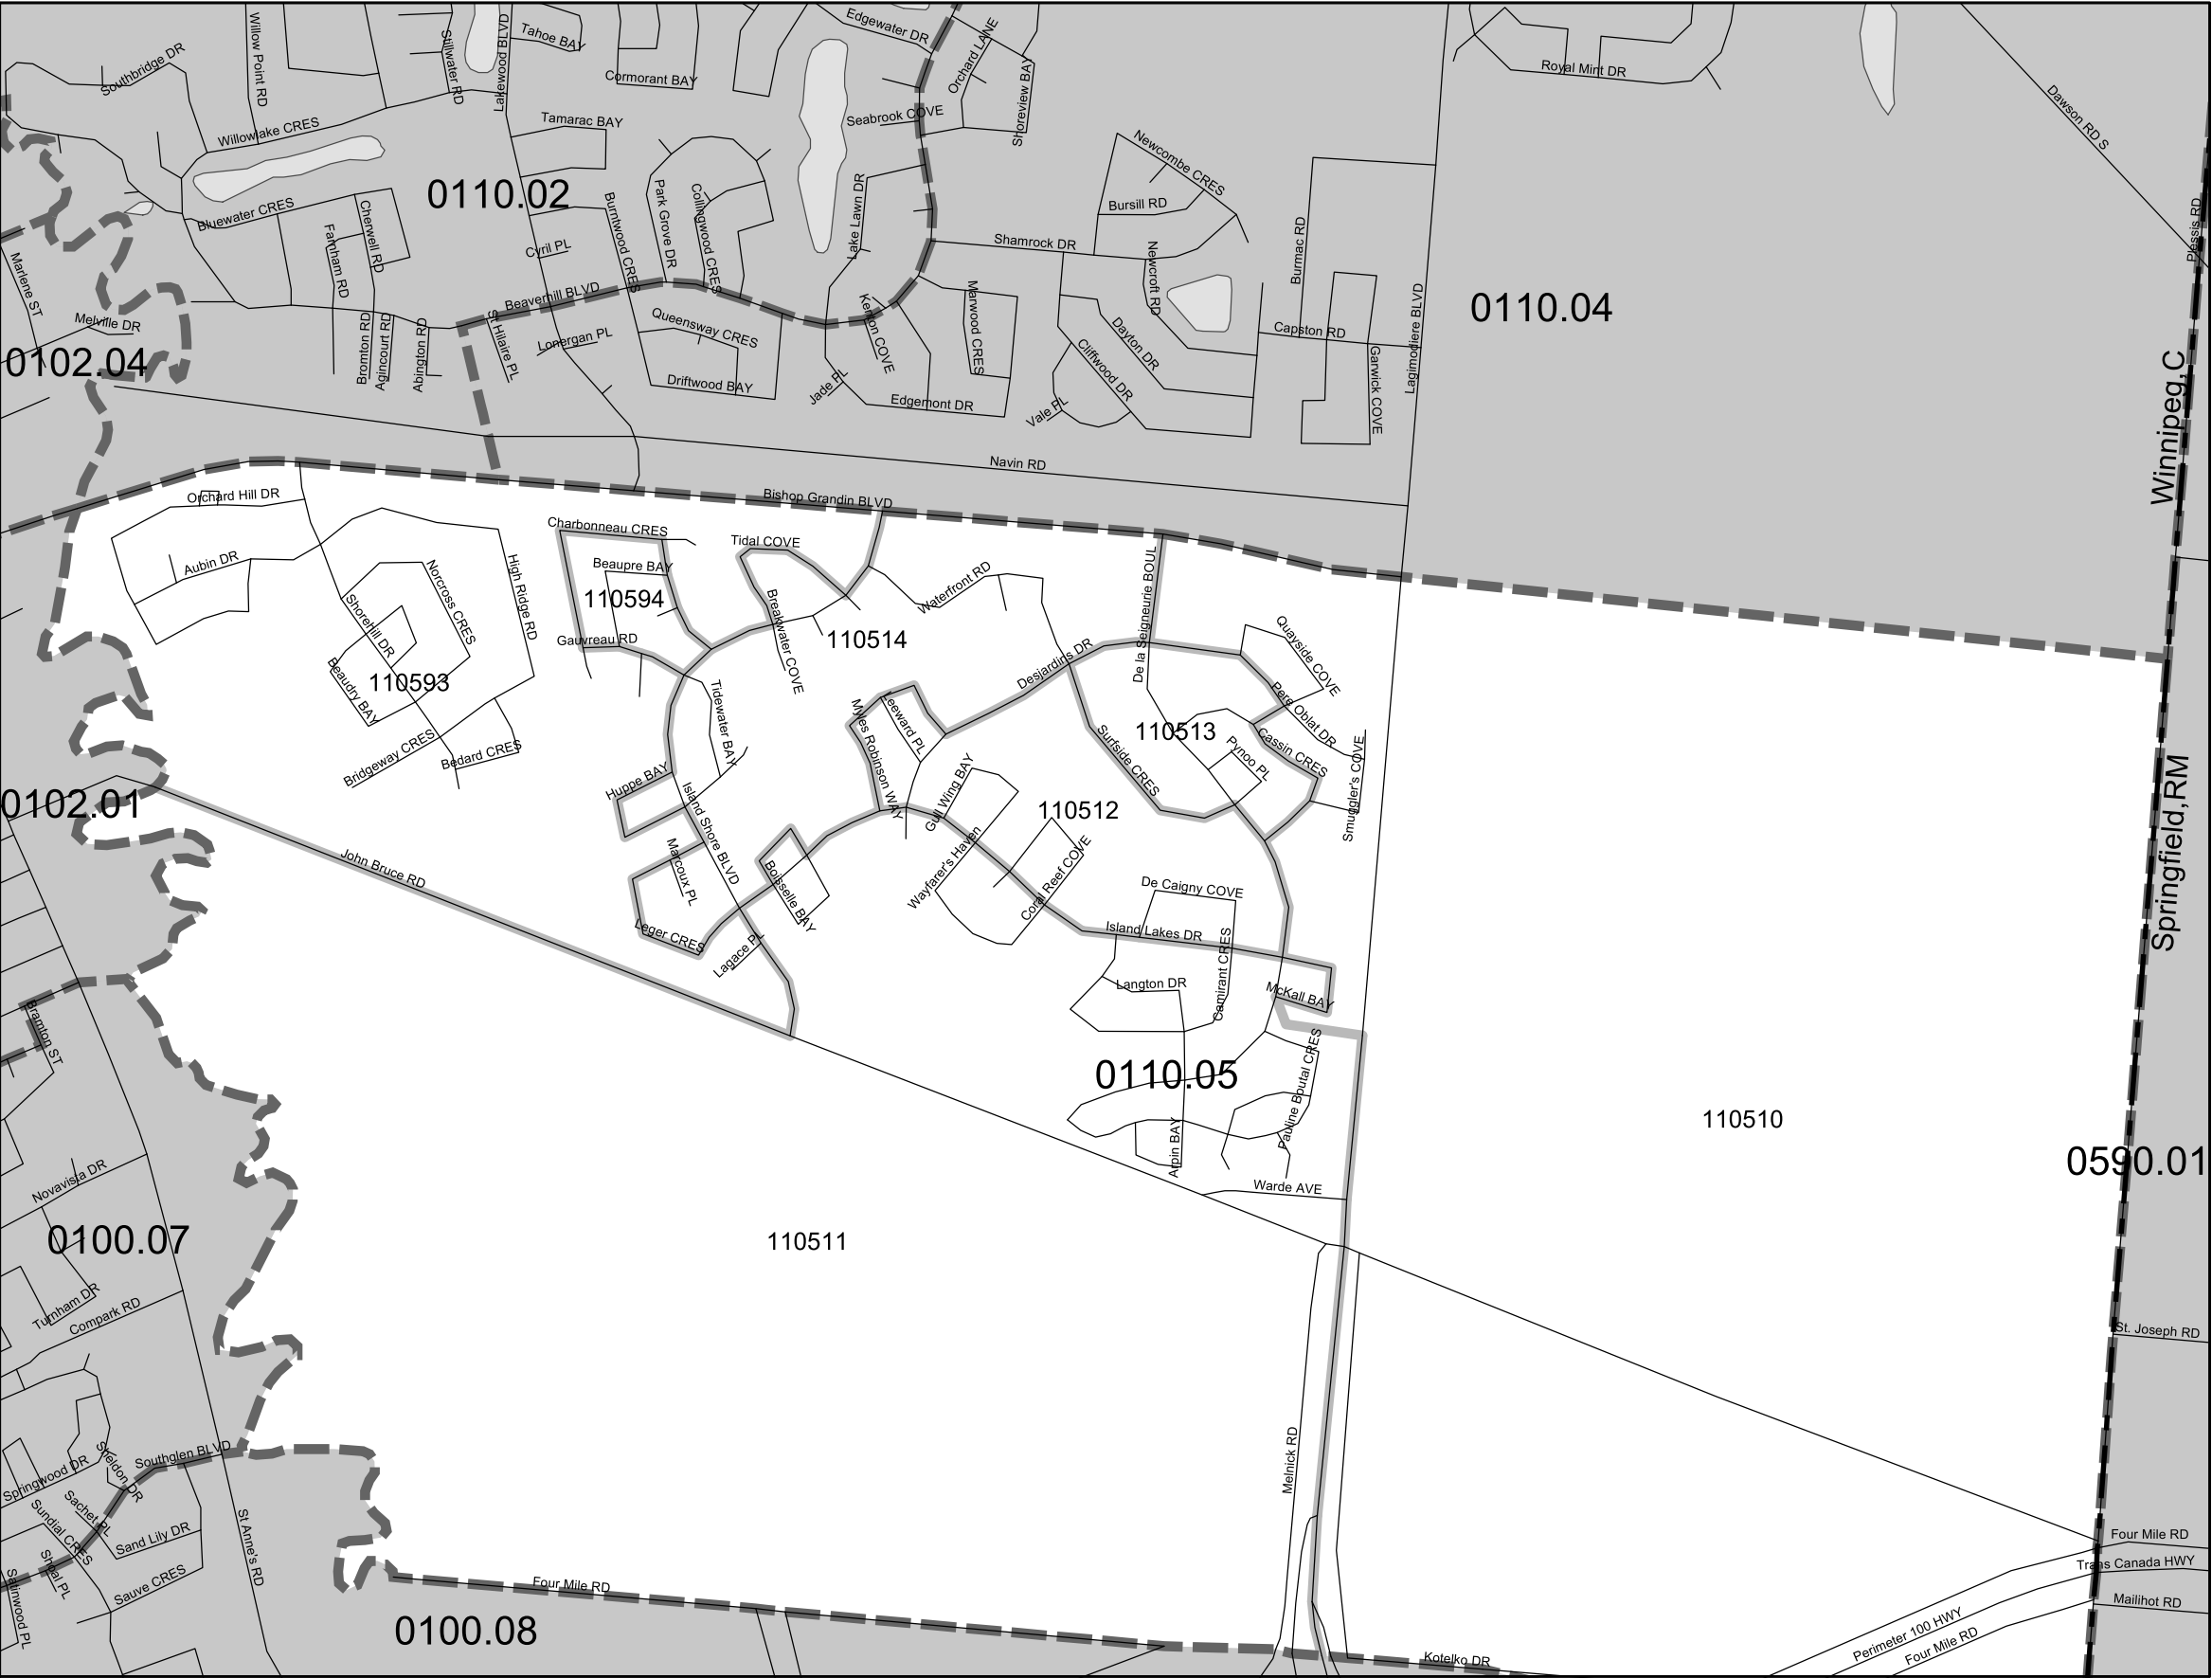 Southbridge DR
Willow Point RD
Stillwater RD
Lakewood BLVD
Tahoe BAY
Cormorant BAY
Edgewater DR
Orchard LANE
Shoreview BAY
Seabrook COVE
Royal Mint DR
Dawson RD S
Plessis RD
Willowlake CRES
Tamarac BAY
0110.02
Bluewater CRES
Farnham RD
Cherwell RD
Cyril PL
Burntwood CRES
Park Grove DR
Collingwood CRES
Lake Lawn DR
Newcombe CRES
Bursill RD
Shamrock DR
Newcroft RD
Burmac RD
Lagimodiere BLVD
0110.04
Marlene ST
Melville DR
0102.04
Bromton RD
Agincourt RD
Abington RD
Beaverhill BLVD
St Hilaire PL
Lonergan PL
Queensway CRES
Driftwood BAY
Kenton COVE
Jade PL
Marwood CRES
Edgemont DR
Vale PL
Dayton DR
Cliffwood DR
Capston RD
Garwick COVE
Navin RD
Bishop Grandin BLVD
Winnipeg,C
Orchard Hill DR
Aubin DR
Shorehill DR
Norcross CRES
High Ridge RD
Beaudry BAY
110593
Bridgeway CRES
Bedard CRES
Charbonneau CRES
Beaupre BAY
110594
Gauvreau RD
Tidal COVE
Breakwater COVE
110514
Waterfront RD
Tidewater BAY
De la Seigneurie BOUL
Desjardins DR
Quayside COVE
Pere Oblat DR
110513
Surfside CRES
Pynoo PL
Cassin CRES
Smuggler's COVE
Myles Robinson WAY
Leeward PL
Gull Wing BAY
110512
Wayfarer's Haven
Coral Reef COVE
Huppe BAY
Island Shore BLVD
Marcoux PL
Boisselle BAY
Leger CRES
Lagace PL
0102.01
John Bruce RD
De Caigny COVE
Island Lakes DR
Camirant CRES
Langton DR
McKall BAY
Springfield,RM
0110.05
Pauline Boutal CRES
Arpin BAY
Warde AVE
110510
0590.01
Bramton ST
Novavista DR
0100.07
Turnham DR
Compark RD
110511
St. Joseph RD
Southglen BLVD
Springwood DR
Sheldon DR
Sachet PL
Sundial CRES
Sand Lily DR
Shoal PL
Sauve CRES
Satinwood PL
St Anne's RD
Melnick RD
Four Mile RD
0100.08
Kotelko DR
Four Mile RD
Trans Canada HWY
Mailihot RD
Perimeter 100 HWY
Four Mile RD